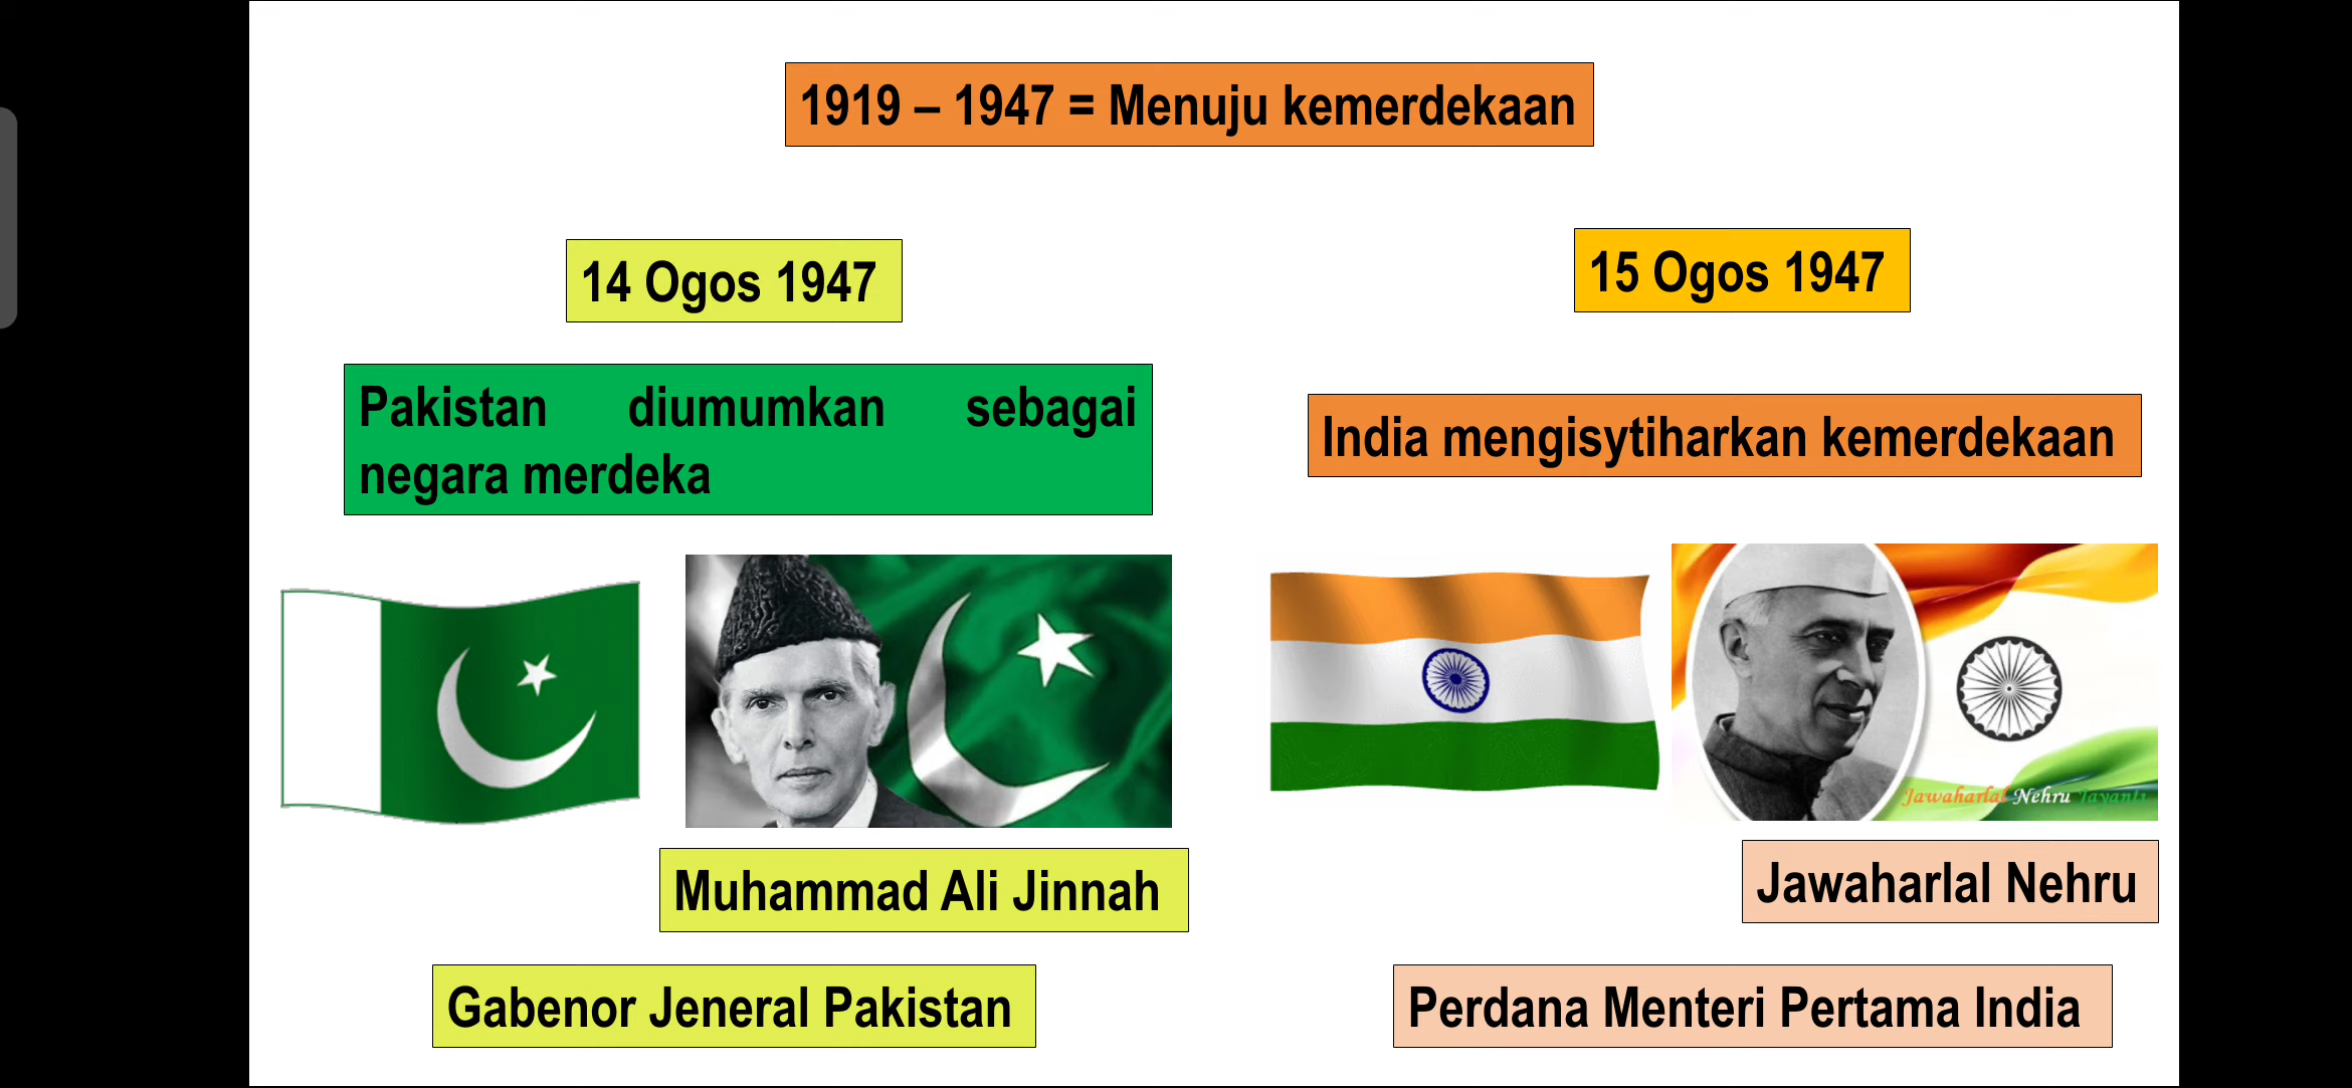 1919 – 1947 = Menuju kemerdekaan
14 Ogos 1947
Pakistan diumumkan sebagai
negara merdeka
Muhammad Ali Jinnah
Gabenor Jeneral Pakistan
15 Ogos 1947
India mengisytiharkan kemerdekaan
Jawaharlal Nehru Jayanti
Jawaharlal Nehru
Perdana Menteri Pertama India